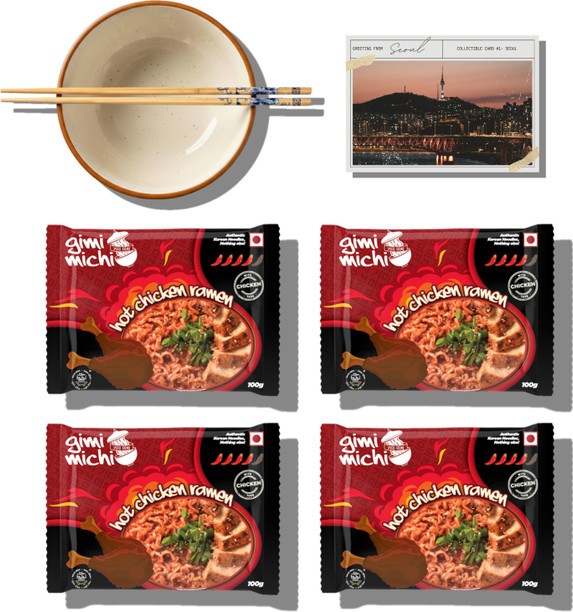 GREETING FROM Seoul
COLLECTIBLE CARD #1- SEOUL
gimi
michi
Authentic
Korean Noodles,
Nothing else!
CHICKEN
hot chicken ramen
100g
gimi
michi
Authentic
Korean Noodles,
Nothing else!
CHICKEN
hot chicken ramen
100g
gimi
michi
Authentic
Korean Noodles,
Nothing else!
CHICKEN
hot chicken ramen
100g
gimi
michi
Authentic
Korean Noodles,
Nothing else!
CHICKEN
hot chicken ramen
100g